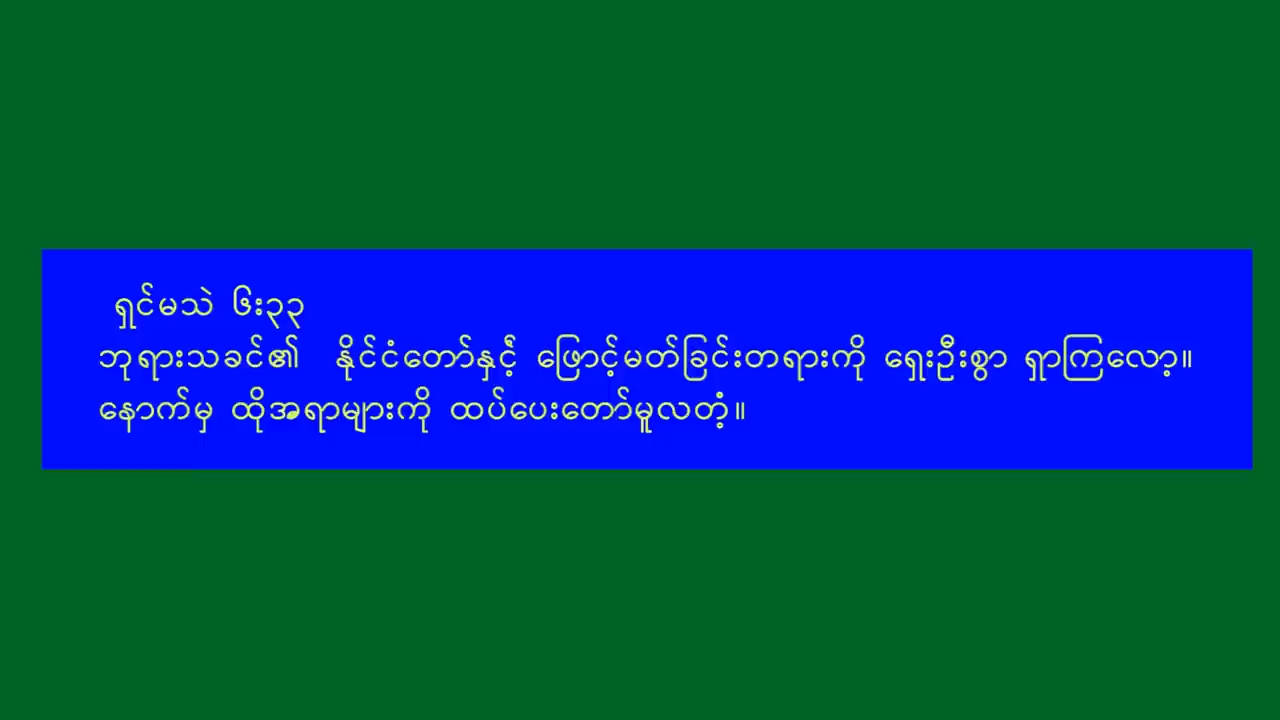 ရှင်မသဲ ၆း၃၃
ဘုရားသခင်၏ နိုင်ငံတော်နှင့် ဖြောင့်မတ်ခြင်းတရားကို ရှေးဦးစွာ ရှာကြလော့။
နောက်မှ ထိုအရာများကို ထပ်ပေးတော်မူလတံ့။